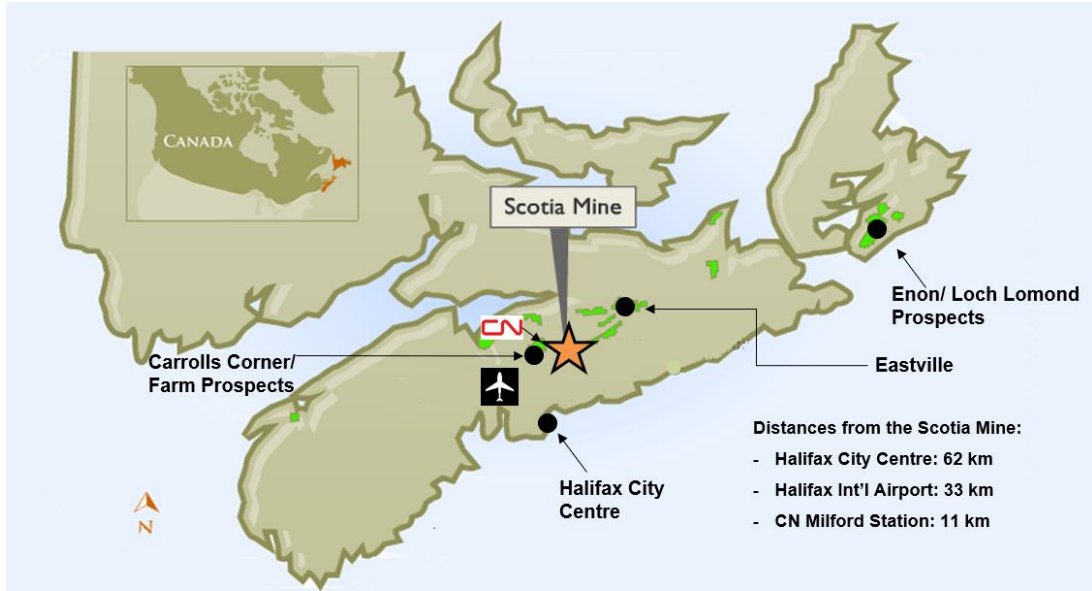 CANADA
Scotia Mine
CN
Enon/ Loch Lomond
Prospects
Carrolls Corner/
Farm Prospects
Eastville
Halifax City
Centre
Distances from the Scotia Mine:
- Halifax City Centre: 62 km
- Halifax Int'l Airport: 33 km
- CN Milford Station: 11 km
N